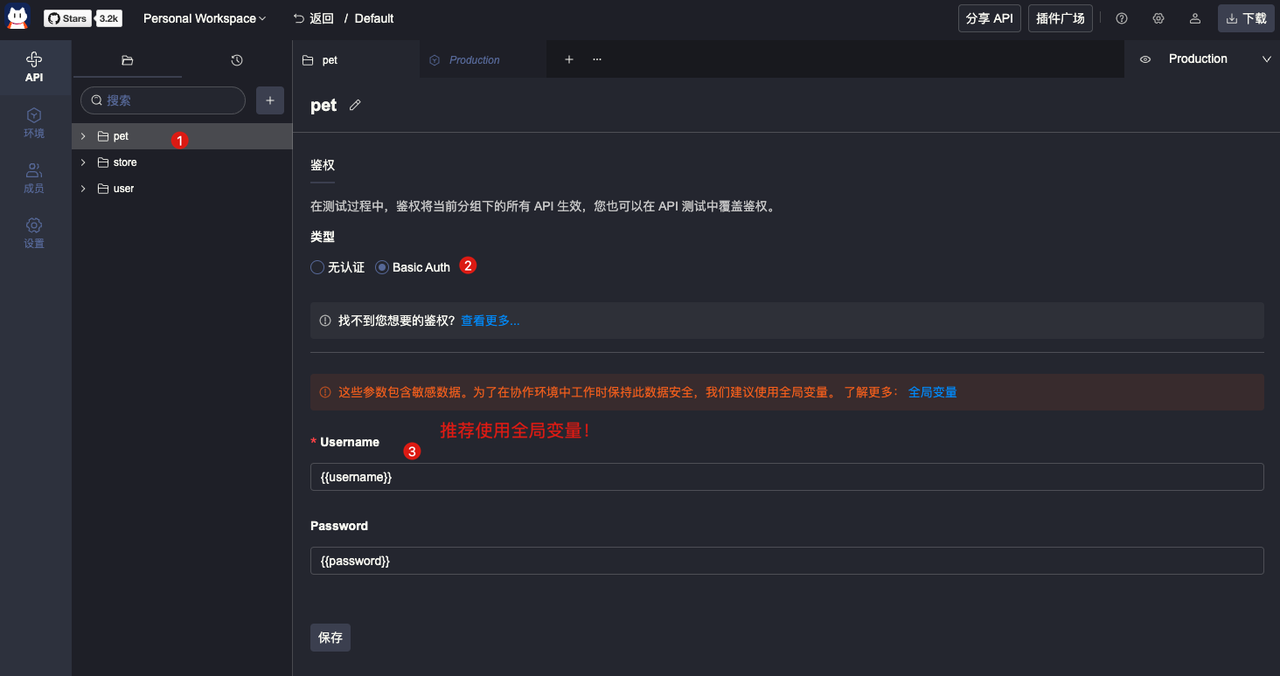 Stars 3.2k Personal Workspace 返回 / Default 分享 API 插件广场 下载
API
环境
成员
设置
搜索
pet 1
store
user
pet Production + ... Production
pet
鉴权
在测试过程中，鉴权将当前分组下的所有 API 生效，您也可以在 API 测试中覆盖鉴权。
类型
无认证 Basic Auth 2
找不到您想要的鉴权? 查看更多...
这些参数包含敏感数据。为了在协作环境中工作时保持此数据安全，我们建议使用全局变量。 了解更多： 全局变量
推荐使用全局变量！
* Username 3
{{username}}
Password
{{password}}
保存